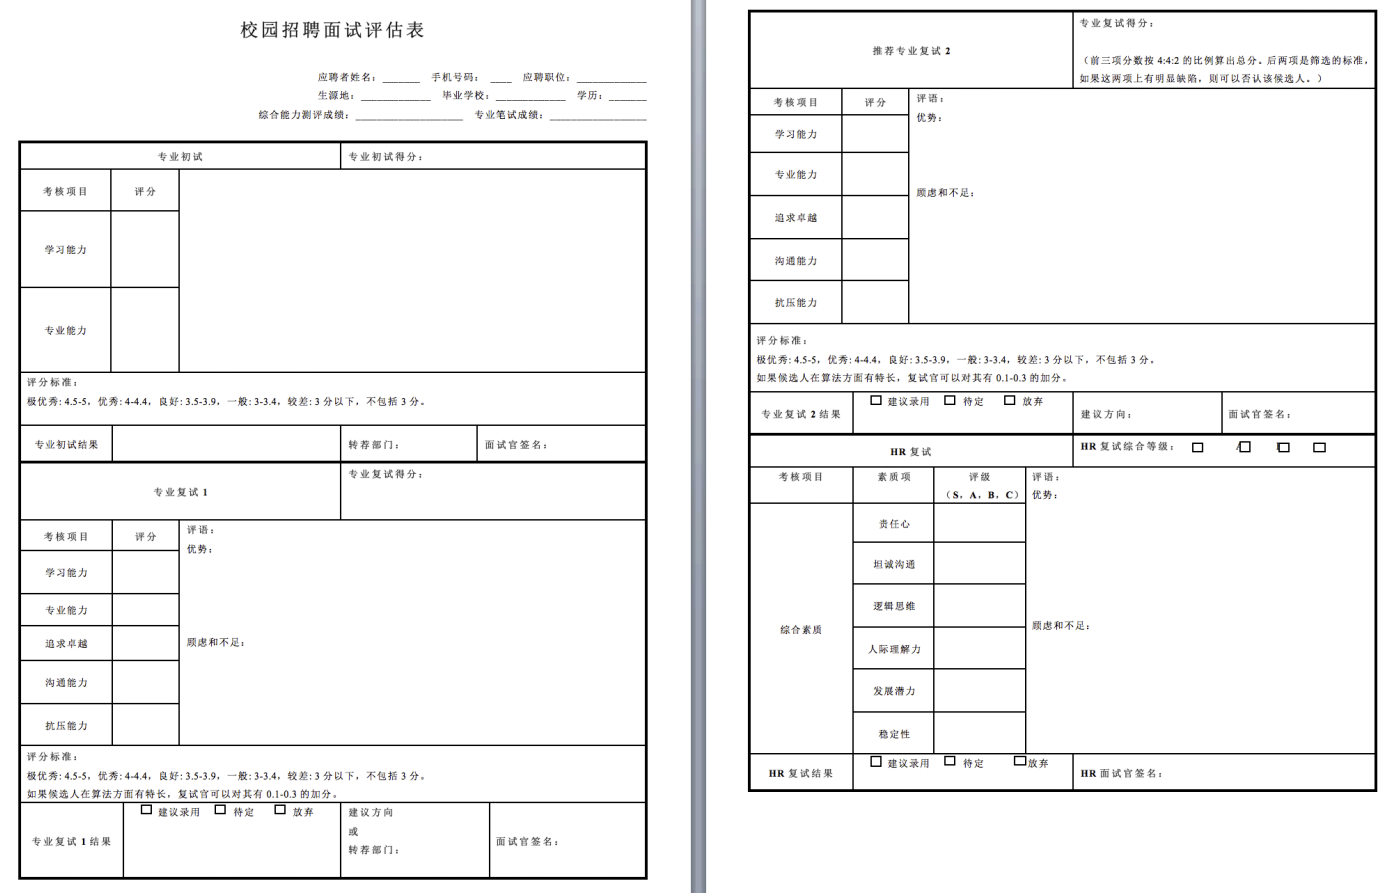 校园招聘面试评估表
应聘者姓名：_______ 手机号码： ____ 应聘职位：_____________
生源地：_____________ 毕业学校：_____________ 学历：_______
综合能力测评成绩：____________________ 专业笔试成绩：__________________
专业初试 专业初试得分：
考核项目 评分
学习能力
专业能力
评分标准：
极优秀: 4.5-5，优秀: 4-4.4，良好: 3.5-3.9，一般: 3-3.4，较差: 3 分以下，不包括 3 分。
专业初试结果 转荐部门： 面试官签名：
专业复试 1 专业复试得分：
考核项目 评分 评语：
优势：
学习能力
专业能力
追求卓越 顾虑和不足：
沟通能力
抗压能力
评分标准：
极优秀: 4.5-5，优秀: 4-4.4，良好: 3.5-3.9，一般: 3-3.4，较差: 3 分以下，不包括 3 分。
如果候选人在算法方面有特长，复试官可以对其有 0.1-0.3 的加分。
专业复试 1 结果 □ 建议录用 □ 待定 □ 放弃 建议方向
或
转荐部门： 面试官签名：
推荐专业复试 2 专业复试得分：
（前三项分数按 4:4:2 的比例算出总分。后两项是筛选的标准，
如果这两项上有明显缺陷，则可以否认该候选人。）
考核项目 评分 评语：
优势：
学习能力
专业能力
顾虑和不足：
追求卓越
沟通能力
抗压能力
评分标准：
极优秀: 4.5-5，优秀: 4-4.4，良好: 3.5-3.9，一般: 3-3.4，较差: 3 分以下，不包括 3 分。
如果候选人在算法方面有特长，复试官可以对其有 0.1-0.3 的加分。
专业复试 2 结果 □ 建议录用 □ 待定 □ 放弃 建议方向： 面试官签名：
HR 复试 HR 复试综合等级： □ □ □ □
考核项目 素质项 评级 评语：
（S，A，B，C） 优势：
责任心
坦诚沟通
逻辑思维
综合素质 顾虑和不足：
人际理解力
发展潜力
稳定性
HR 复试结果 □ 建议录用 □ 待定 □放弃 HR 面试官签名：